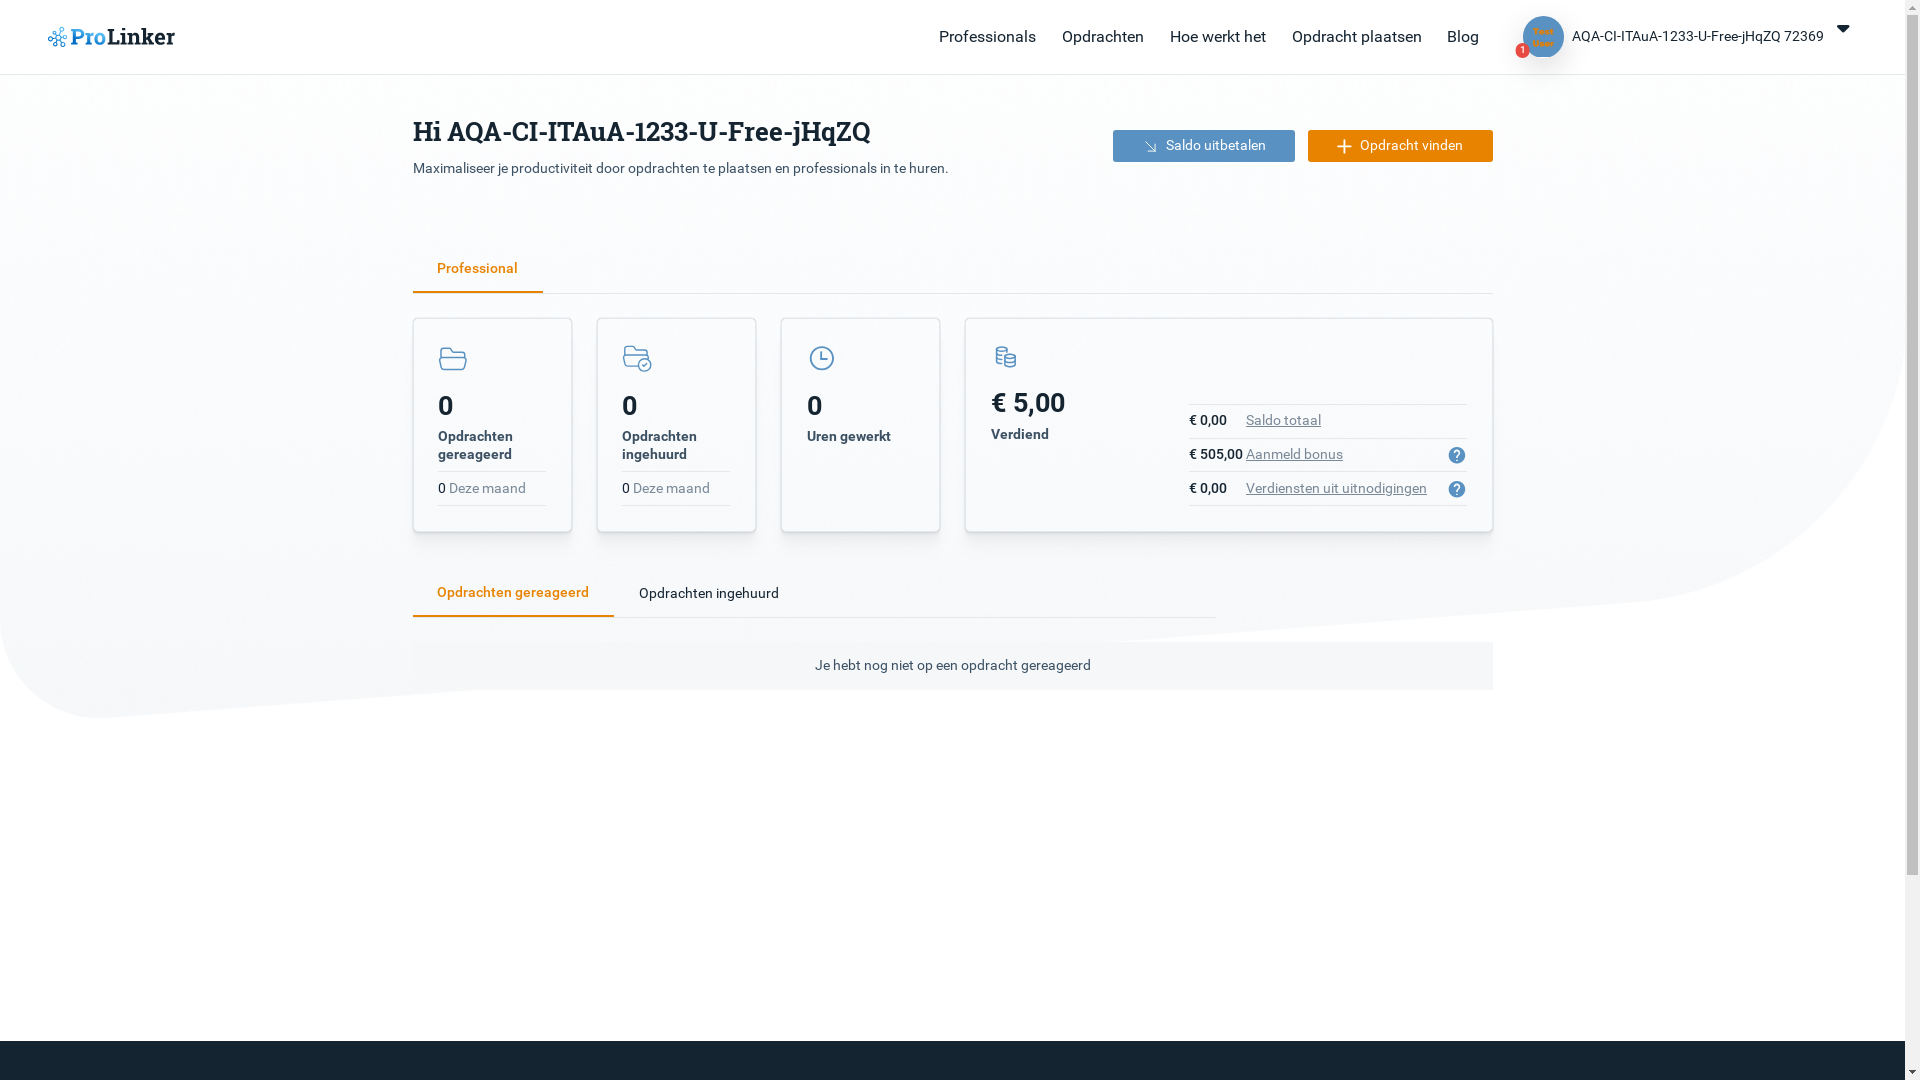 ProLinker
Professionals
Opdrachten
Hoe werkt het
Opdracht plaatsen
Blog
Test
User
1
AQA-CI-ITAuA-1233-U-Free-jHqZQ 72369
Hi AQA-CI-ITAuA-1233-U-Free-jHqZQ
Maximaliseer je productiviteit door opdrachten te plaatsen en professionals in te huren.
Saldo uitbetalen
Opdracht vinden
Professional
0
Opdrachten
gereageerd
0 Deze maand
0
Opdrachten
ingehuurd
0 Deze maand
0
Uren gewerkt
€ 5,00
Verdiend
€ 0,00 Saldo totaal
€ 505,00 Aanmeld bonus
€ 0,00 Verdiensten uit uitnodigingen
Opdrachten gereageerd
Opdrachten ingehuurd
Je hebt nog niet op een opdracht gereageerd